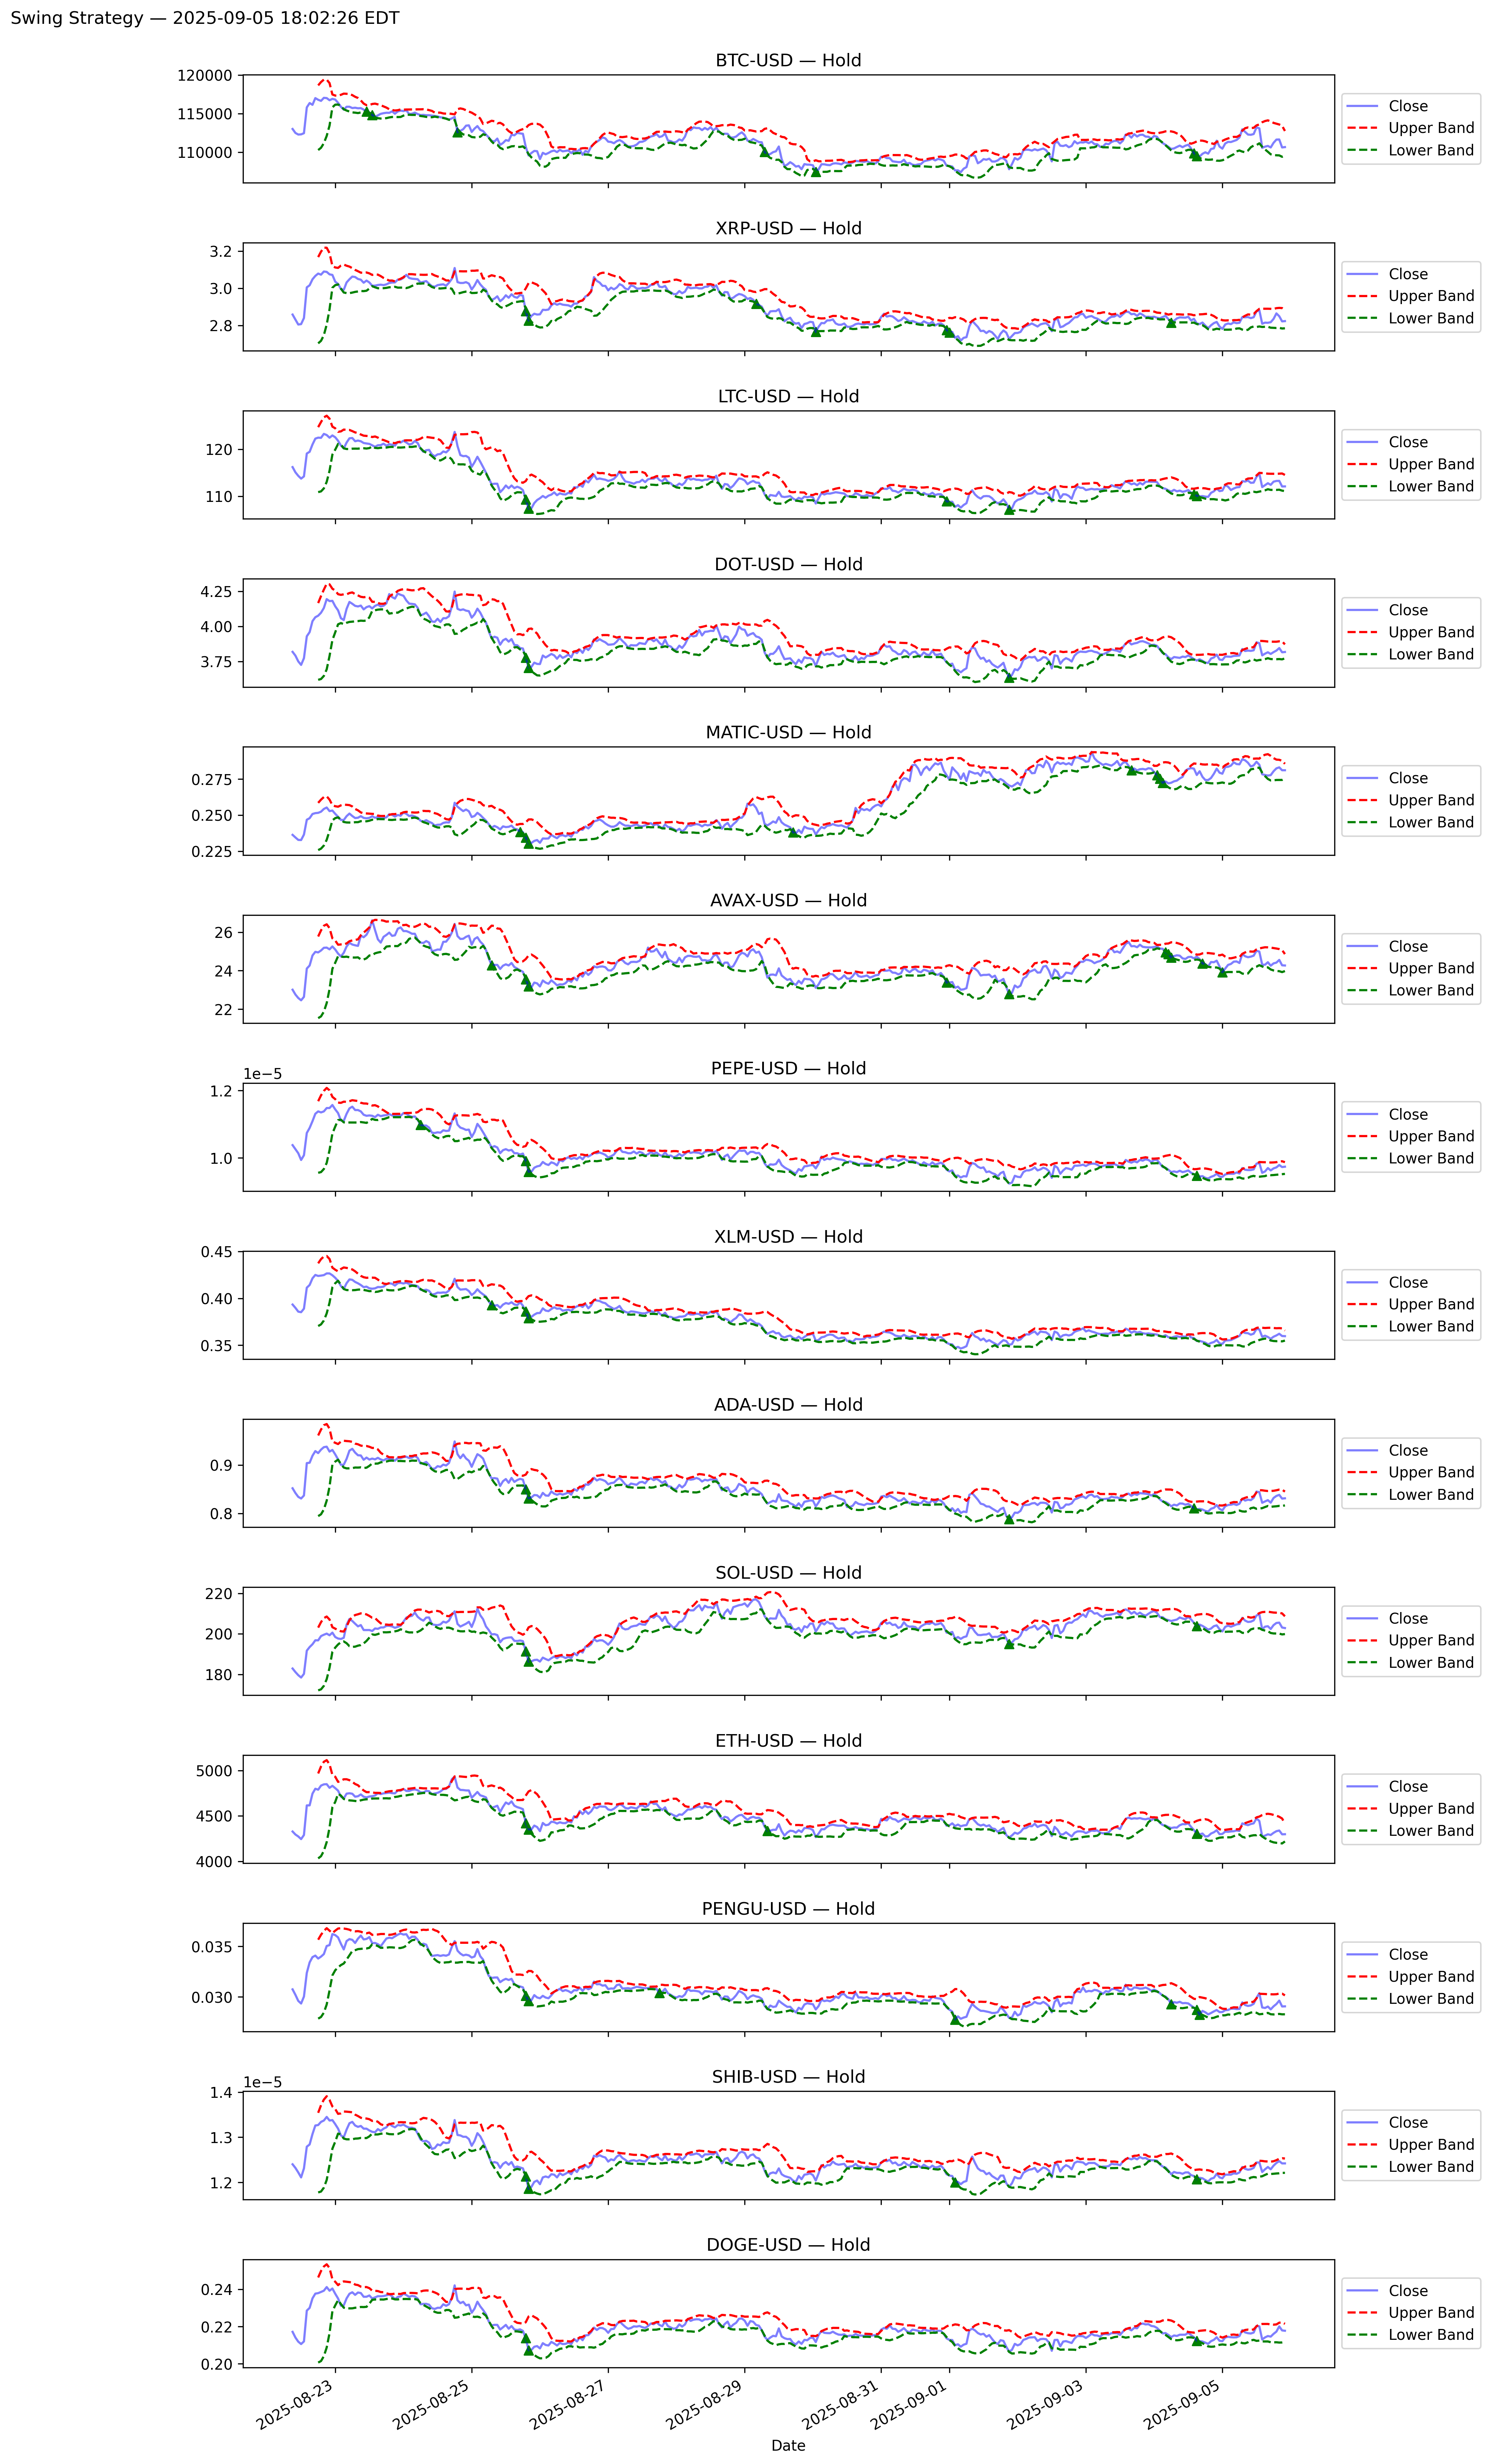 Swing Strategy — 2025-09-05 18:02:26 EDT
BTC-USD — Hold
120000
115000
110000
Close
Upper Band
Lower Band
XRP-USD — Hold
3.2
3.0
2.8
Close
Upper Band
Lower Band
LTC-USD — Hold
120
110
Close
Upper Band
Lower Band
DOT-USD — Hold
4.25
4.00
3.75
Close
Upper Band
Lower Band
MATIC-USD — Hold
0.275
0.250
0.225
Close
Upper Band
Lower Band
AVAX-USD — Hold
26
24
22
Close
Upper Band
Lower Band
PEPE-USD — Hold
1e−5
1.2
1.0
Close
Upper Band
Lower Band
XLM-USD — Hold
0.45
0.40
0.35
Close
Upper Band
Lower Band
ADA-USD — Hold
0.9
0.8
Close
Upper Band
Lower Band
SOL-USD — Hold
220
200
180
Close
Upper Band
Lower Band
ETH-USD — Hold
5000
4500
4000
Close
Upper Band
Lower Band
PENGU-USD — Hold
0.035
0.030
Close
Upper Band
Lower Band
SHIB-USD — Hold
1e−5
1.4
1.3
1.2
Close
Upper Band
Lower Band
DOGE-USD — Hold
0.24
0.22
0.20
Close
Upper Band
Lower Band
2025-08-23
2025-08-25
2025-08-27
2025-08-29
2025-08-31
2025-09-01
2025-09-03
2025-09-05
Date